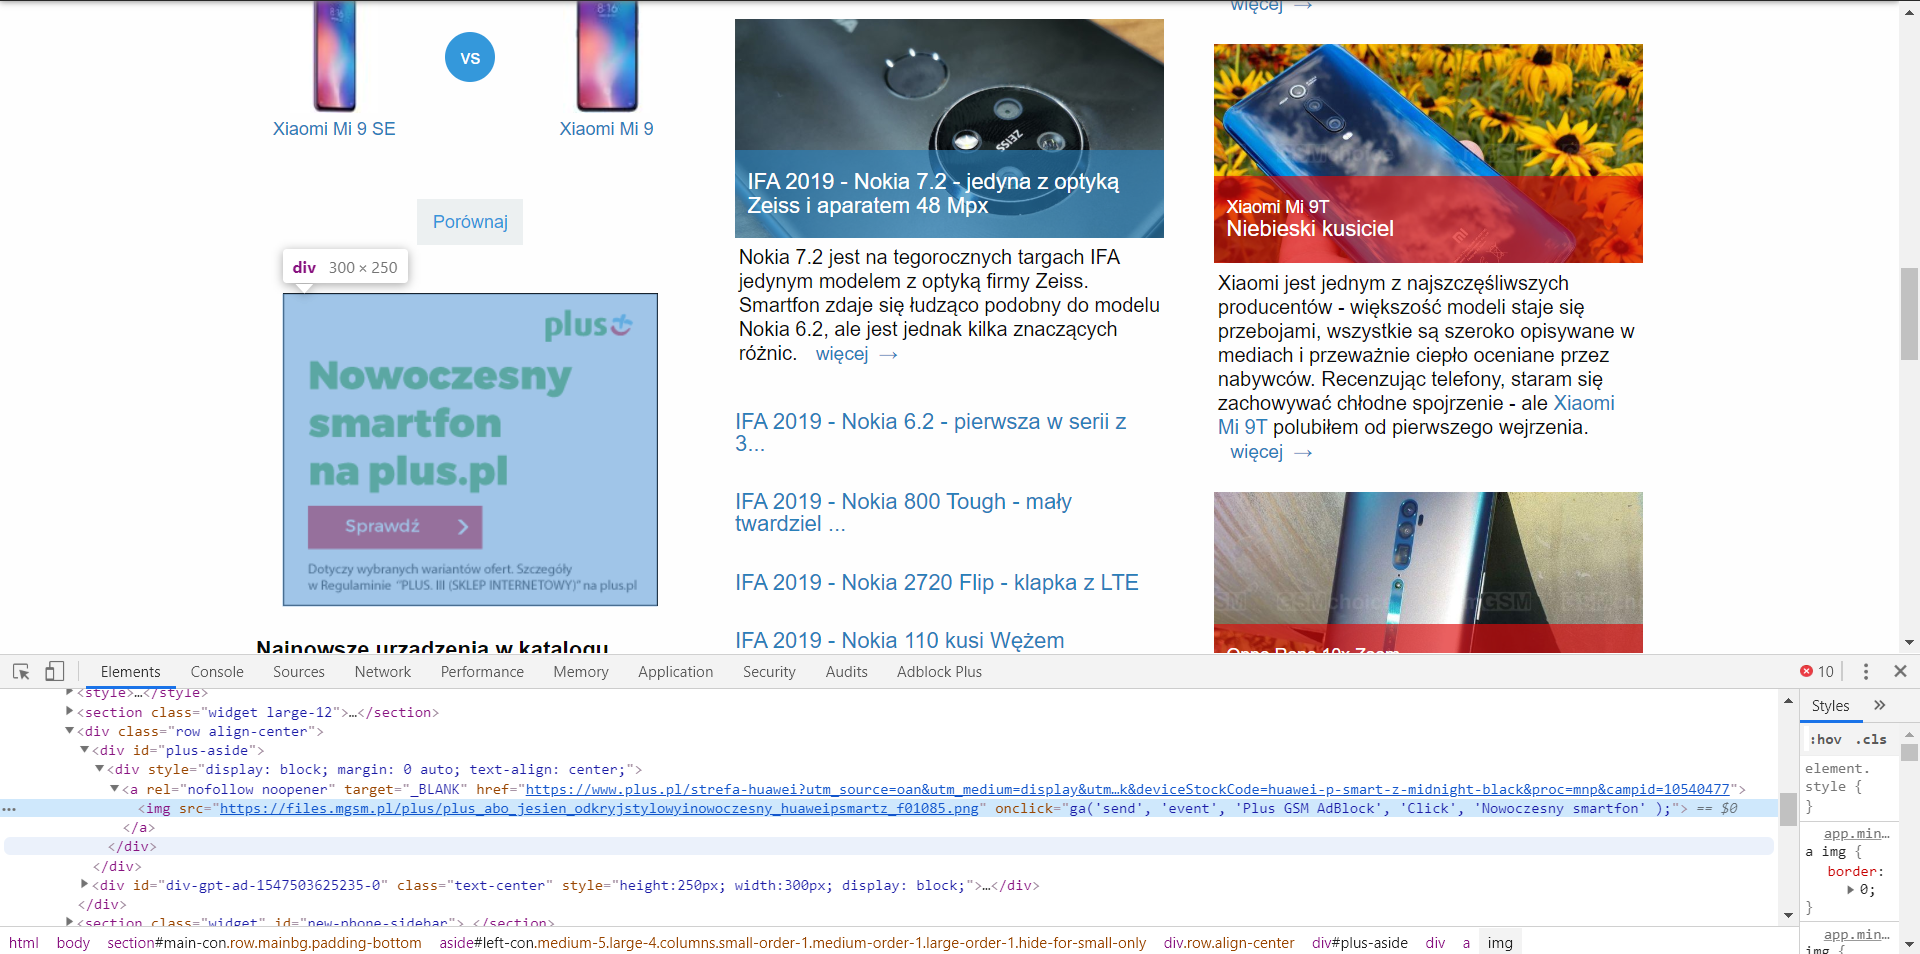 więcej →
8:16
8:16
VS
Xiaomi Mi 9 SE
Xiaomi Mi 9
Porównaj
div 300 × 250
plus
Nowoczesny
smartfon
na plus.pl
Sprawdź
Dotyczy wybranych wariantów ofert. Szczegóły
w Regulaminie "PLUS. III (SKLEP INTERNETOWY)" na plus.pl
Najnowsze urządzenia w katalogu
ZEISS
IFA 2019 - Nokia 7.2 - jedyna z optyką
Zeiss i aparatem 48 Mpx
Nokia 7.2 jest na tegorocznych targach IFA
jedynym modelem z optyką firmy Zeiss.
Smartfon zdaje się łudząco podobny do modelu
Nokia 6.2, ale jest jednak kilka znaczących
różnic. więcej →
IFA 2019 - Nokia 6.2 - pierwsza w serii z
3...
IFA 2019 - Nokia 800 Tough - mały
twardziel ...
IFA 2019 - Nokia 2720 Flip - klapka z LTE
IFA 2019 - Nokia 110 kusi Wężem
Xiaomi Mi 9T
Niebieski kusiciel
Xiaomi jest jednym z najszczęśliwszych
producentów - większość modeli staje się
przebojami, wszystkie są szeroko opisywane w
mediach i przeważnie ciepło oceniane przez
nabywców. Recenzując telefony, staram się
zachowywać chłodne spojrzenie - ale Xiaomi
Mi 9T polubiłem od pierwszego wejrzenia.
więcej →
GSMchoice GSM
Oppo Reno 10x Zoom
Elements Console Sources Network Performance Memory Application Security Audits Adblock Plus 10
<style>…</style>
<section class="widget large-12">…</section>
<div class="row align-center">
<div id="plus-aside">
<div style="display: block; margin: 0 auto; text-align: center;">
<a rel="nofollow noopener" target="_BLANK" href="https://www.plus.pl/strefa-huawei?utm_source=oan&utm_medium=display&utm…k&deviceStockCode=huawei-p-smart-z-midnight-black&proc=mnp&campid=10540477">
<img src="https://files.mgsm.pl/plus/plus_abo_jesien_odkryjstylowyinowoczesny_huaweipsmartz_f01085.png" onclick="ga('send', 'event', 'Plus GSM AdBlock', 'Click', 'Nowoczesny smartfon' );"> == $0
</a>
</div>
</div>
<div id="div-gpt-ad-1547503625235-0" class="text-center" style="height:250px; width:300px; display: block;">…</div>
</div>
<section class="widget" id="new-phone-sidebar"> </section>
html body section#main-con.row.mainbg.padding-bottom aside#left-con.medium-5.large-4.columns.small-order-1.medium-order-1.large-order-1.hide-for-small-only div.row.align-center div#plus-aside div a img
Styles »
:hov .cls
element.
style {
}
app.min…
a img {
border:
0;
}
app.min…
img {